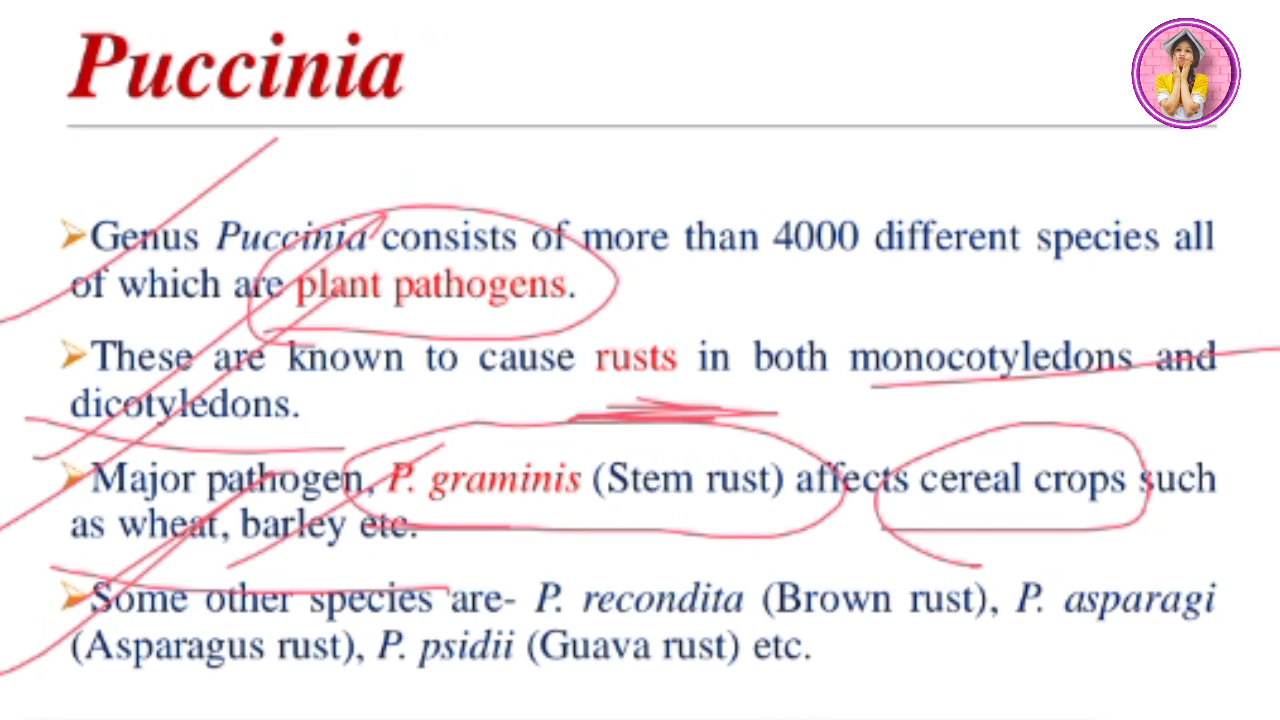 Puccinia
➢Genus Puccinia consists of more than 4000 different species all
of which are plant pathogens.
➢These are known to cause rusts in both monocotyledons and
dicotyledons.
➢Major pathogen, P. graminis (Stem rust) affects cereal crops such
as wheat, barley etc.
➢Some other species are- P. recondita (Brown rust), P. asparagi
(Asparagus rust), P. psidii (Guava rust) etc.